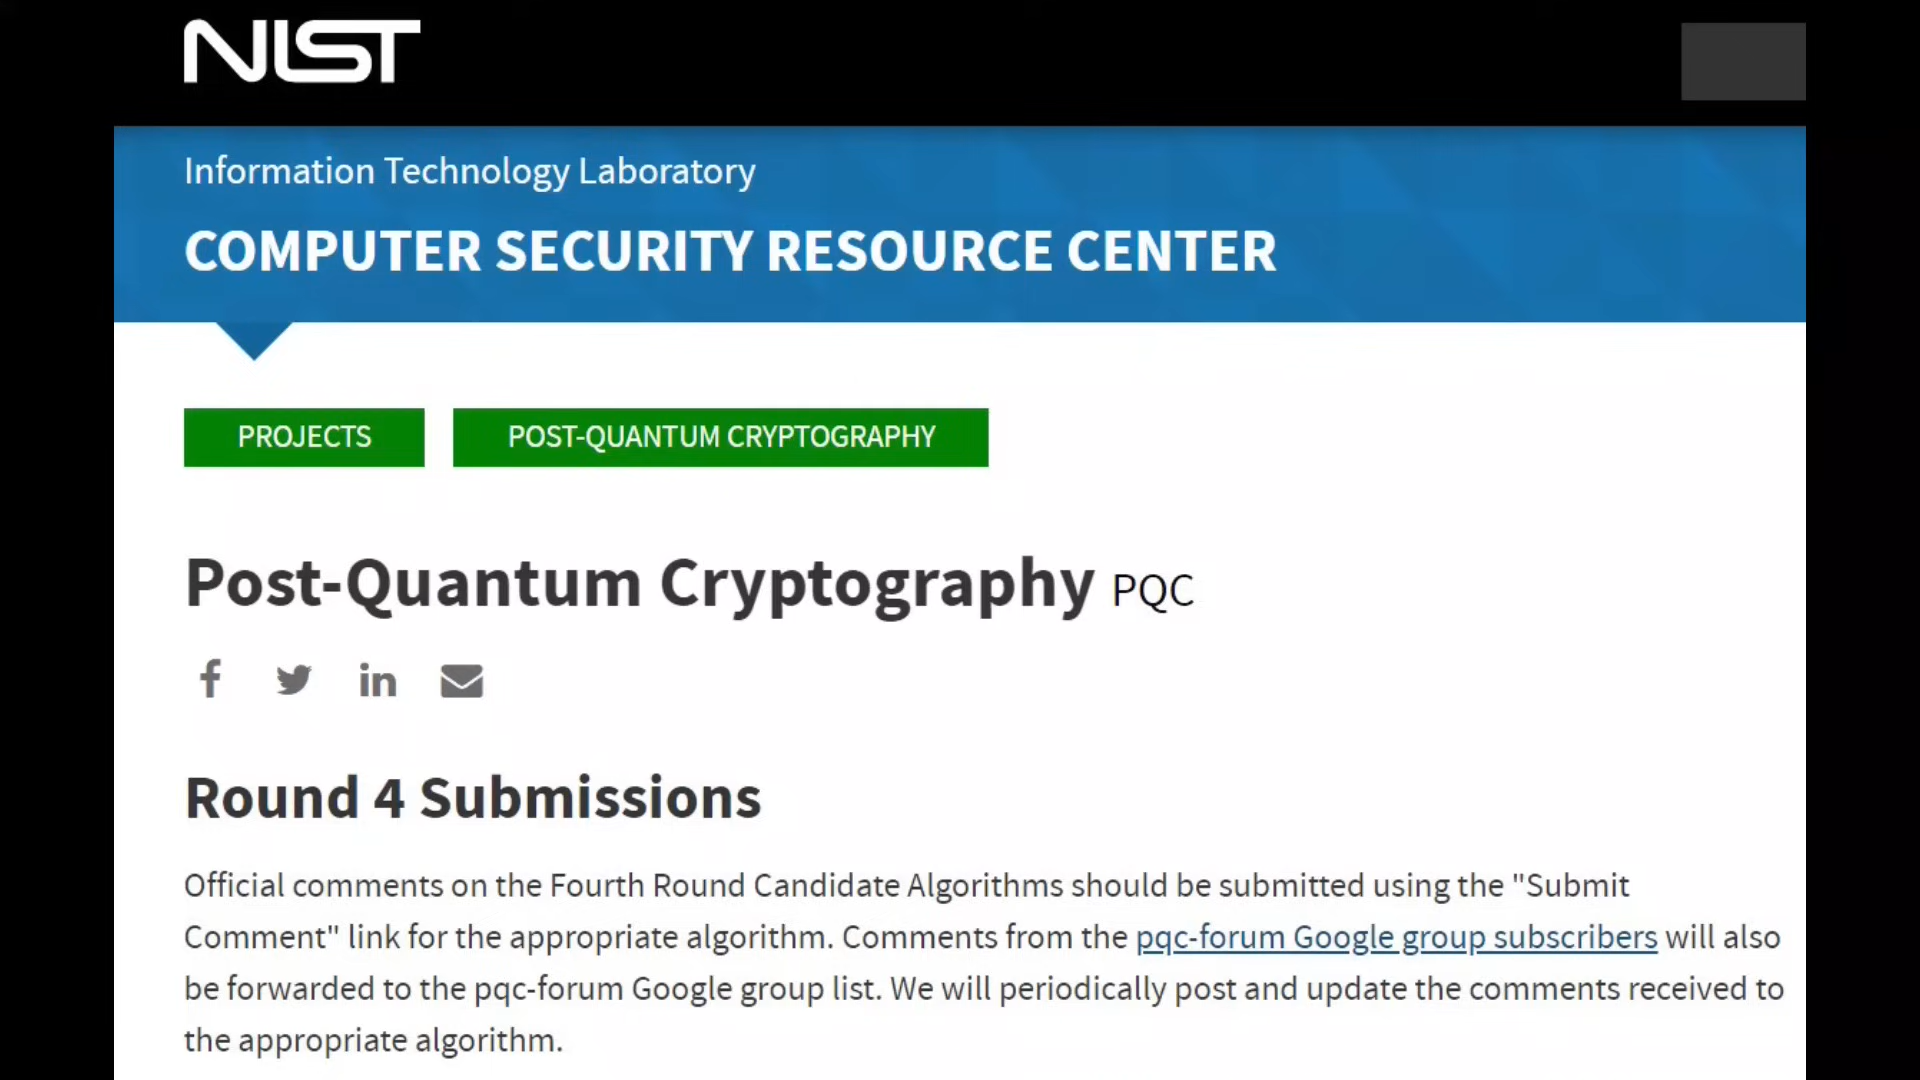 NIST
Information Technology Laboratory
COMPUTER SECURITY RESOURCE CENTER
PROJECTS
POST-QUANTUM CRYPTOGRAPHY
Post-Quantum Cryptography PQC
Round 4 Submissions
Official comments on the Fourth Round Candidate Algorithms should be submitted using the "Submit
Comment" link for the appropriate algorithm. Comments from the pqc-forum Google group subscribers will also
be forwarded to the pqc-forum Google group list. We will periodically post and update the comments received to
the appropriate algorithm.